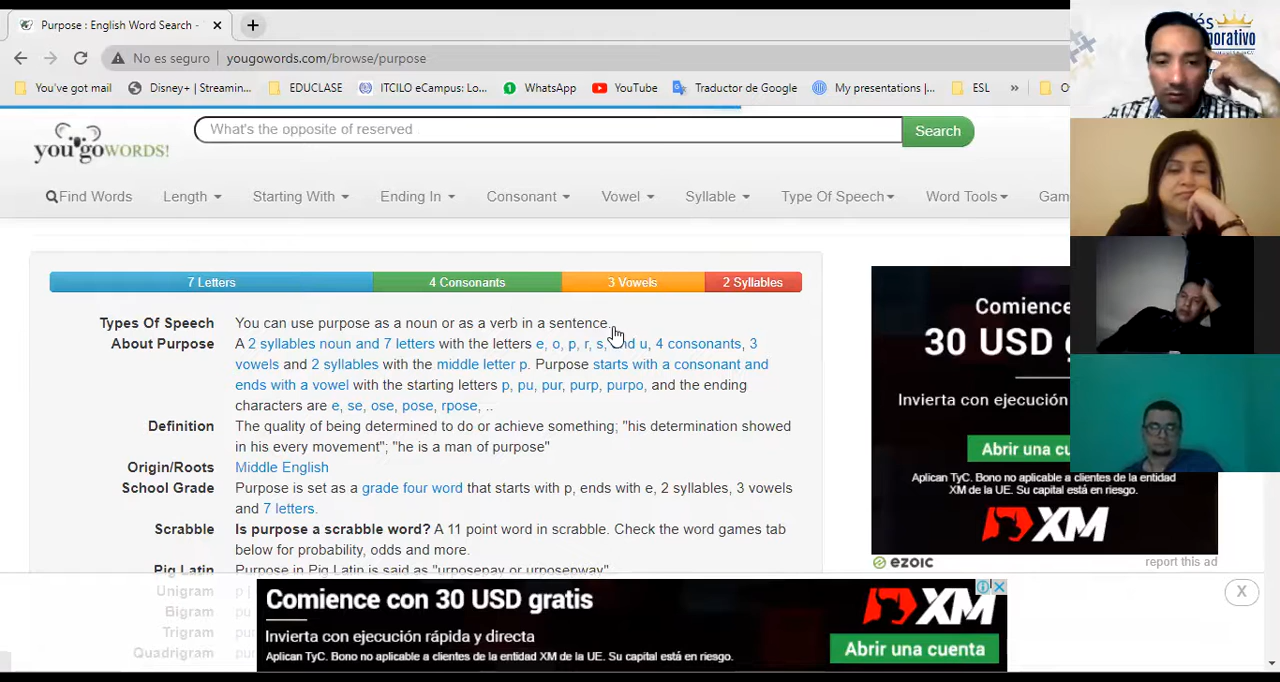 Purpose : English Word Search -
No es seguro
yougowords.com/browse/purpose
You've got mail
Disney+ | Streamin...
EDUCLASE
ITCILO eCampus: Lo...
WhatsApp
YouTube
Traductor de Google
My presentations |...
ESL
»
és
orativo
you go WORDS!
What's the opposite of reserved
Search
Find Words
Length
Starting With
Ending In
Consonant
Vowel
Syllable
Type Of Speech
Word Tools
Gam
7 Letters
4 Consonants
3 Vowels
2 Syllables
Types Of Speech You can use purpose as a noun or as a verb in a sentence.
About Purpose A 2 syllables noun and 7 letters with the letters e, o, p, r, s, and u, 4 consonants, 3
vowels and 2 syllables with the middle letter p. Purpose starts with a consonant and
ends with a vowel with the starting letters p, pu, pur, purp, purpo, and the ending
characters are e, se, ose, pose, rpose, ..
Definition The quality of being determined to do or achieve something; "his determination showed
in his every movement"; "he is a man of purpose"
Origin/Roots Middle English
School Grade Purpose is set as a grade four word that starts with p, ends with e, 2 syllables, 3 vowels
and 7 letters.
Scrabble Is purpose a scrabble word? A 11 point word in scrabble. Check the word games tab
below for probability, odds and more.
Pig Latin Purpose in Pig Latin is said as "urposepay or urposepway"
Unigram p
Bigram pu
Trigram pu
Quadrigram pu
Comience
30 USD g
Invierta con ejecución
Abrir una cu
Aplican TyC. Bono no aplicable a clientes de la entidad
XM de la UE. Su capital está en riesgo.
XM
ezoic
report this ad
X
Comience con 30 USD gratis
Invierta con ejecución rápida y directa
Aplican TyC. Bono no aplicable a clientes de la entidad XM de la UE. Su capital está en riesgo.
XM
Abrir una cuenta